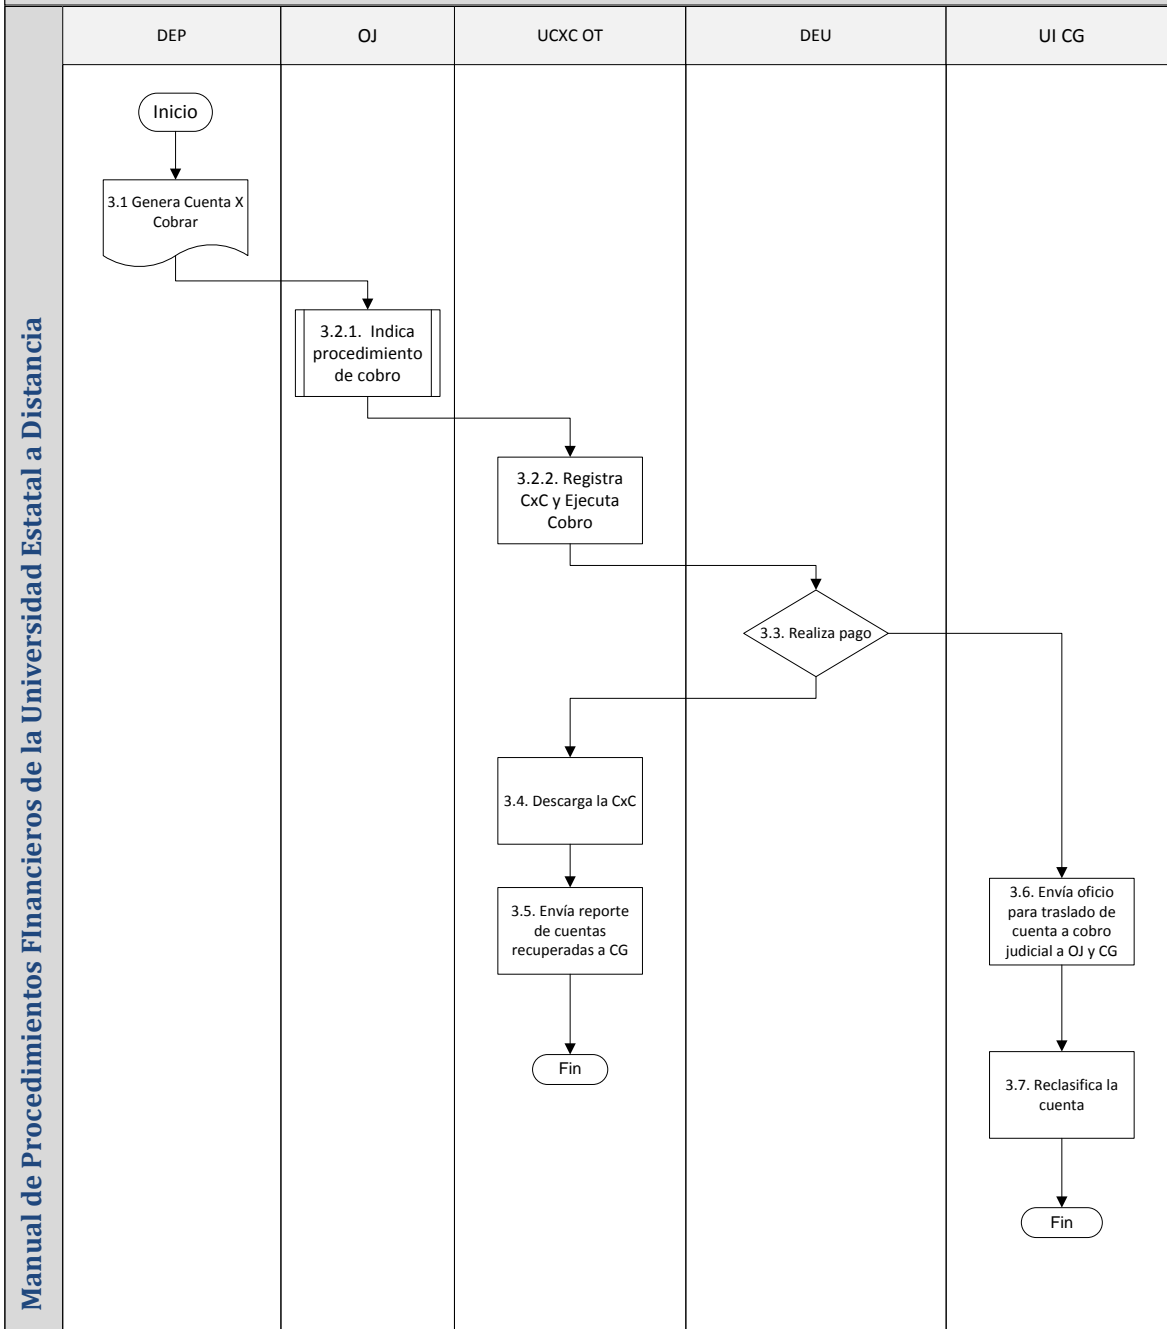 Manual de Procedimientos FInancieros de la Universidad Estatal a Distancia
DEP
OJ
UCXC OT
DEU
UI CG
Inicio
3.1 Genera Cuenta X
Cobrar
3.2.1.  Indica
procedimiento
de cobro
3.2.2. Registra
CxC y Ejecuta
Cobro
3.3. Realiza pago
3.4. Descarga la CxC
3.5. Envía reporte
de cuentas
recuperadas a CG
Fin
3.6. Envía oficio
para traslado de
cuenta a cobro
judicial a OJ y CG
3.7. Reclasifica la
cuenta
Fin